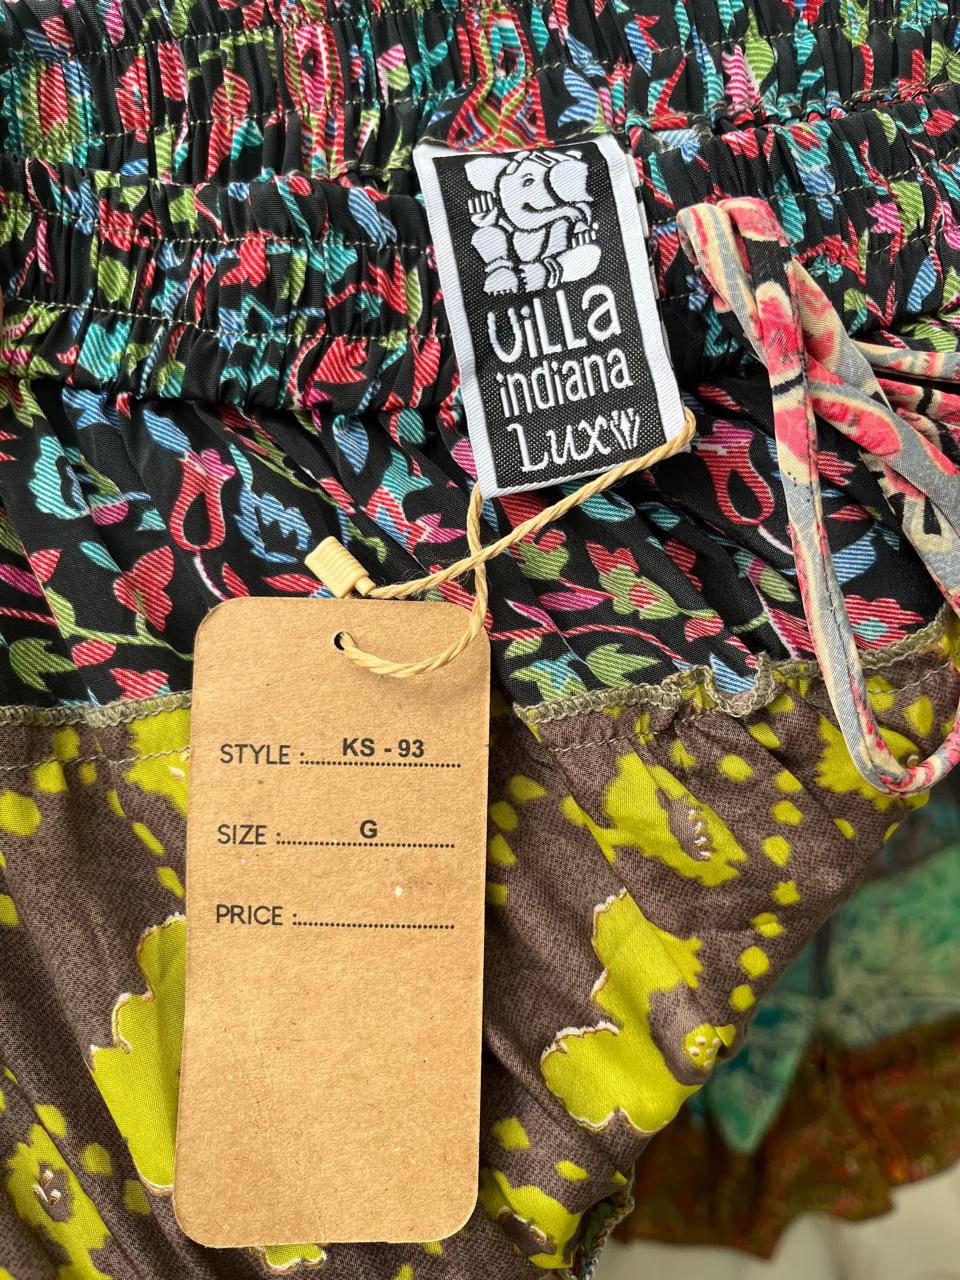 Villa
indiana
Lux
STYLE : KS - 93
SIZE : G
PRICE :